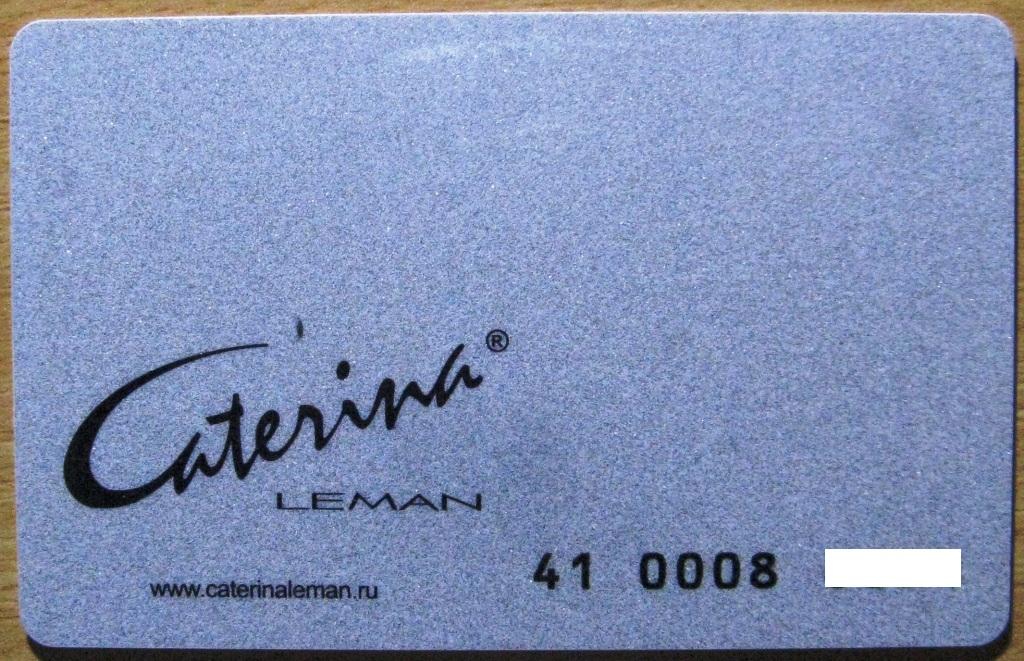 Caterina®
LEMAN
www.caterinaleman.ru
41 0008